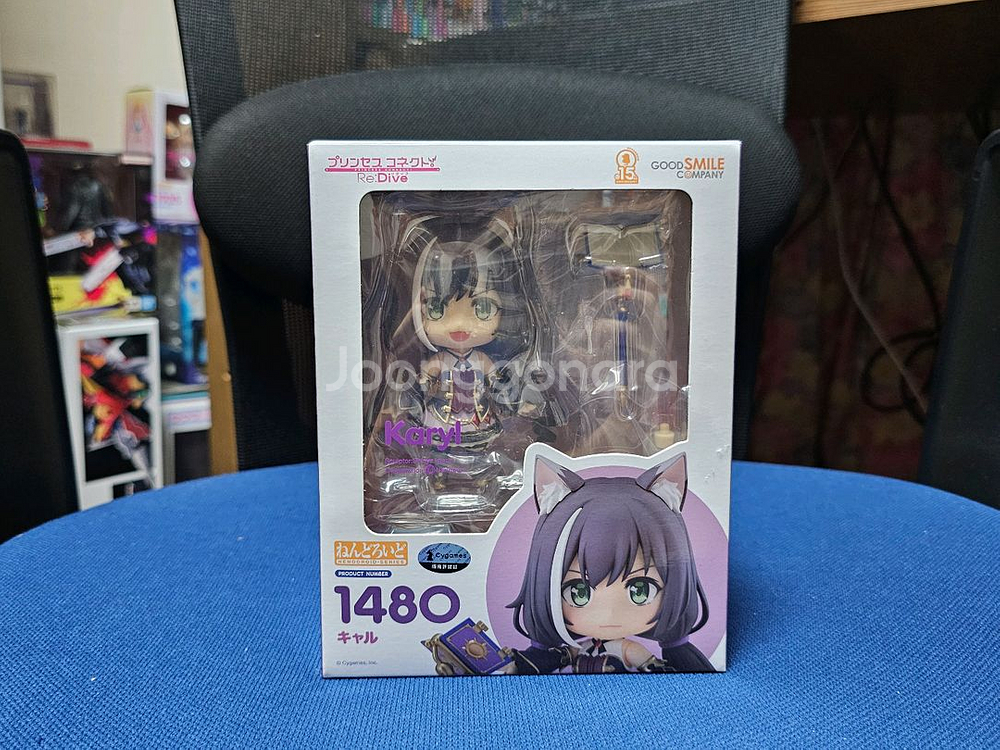 プリンセス コネクト!
Re:Dive
15
GOOD SMILE
COMPANY
Joonggonara
Karyl
ねんどろいど
NENDOROID SERIES
Cygames
PRODUCT NUMBER
1480
キャル
© Cygames, Inc.